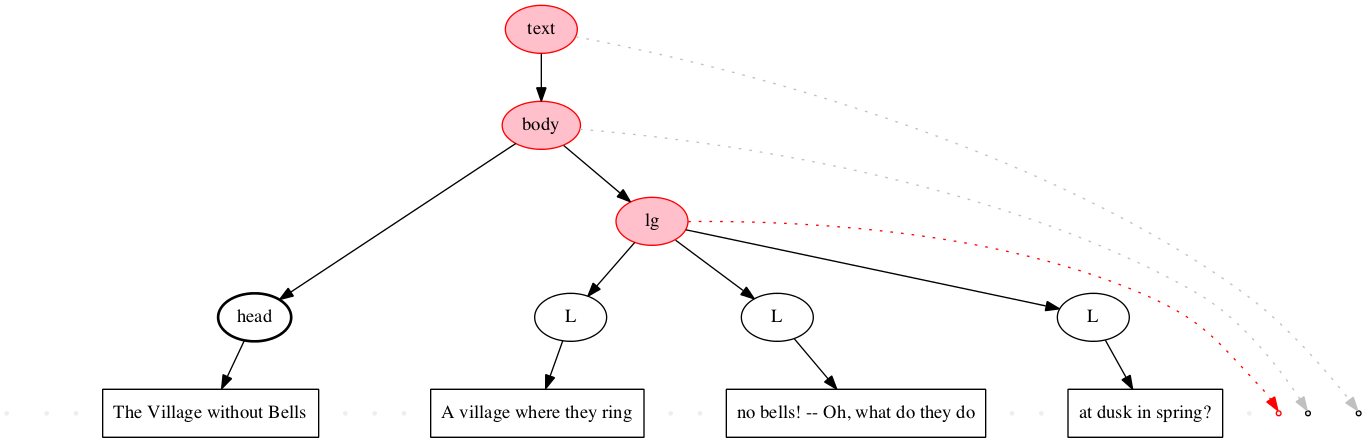 text
body
lg
head
L
L
L
The Village without Bells
A village where they ring
no bells! -- Oh, what do they do
at dusk in spring?